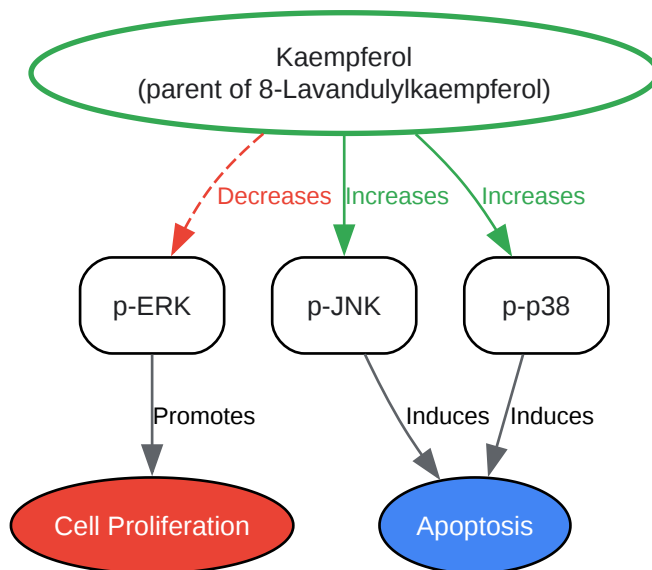 Kaempferol
(parent of 8-Lavandulylkaempferol)
Decreases
Increases
Increases
p-ERK
p-JNK
p-p38
Promotes
Induces
Induces
Cell Proliferation
Apoptosis